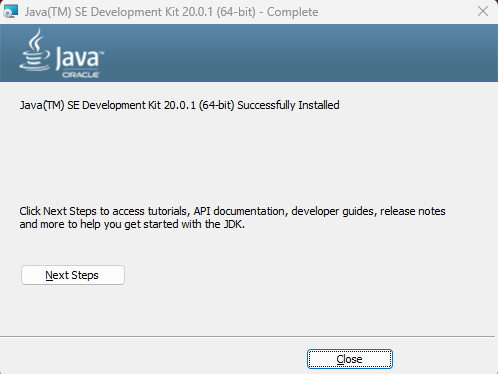 Java(TM) SE Development Kit 20.0.1 (64-bit) - Complete
Java™
ORACLE
Java(TM) SE Development Kit 20.0.1 (64-bit) Successfully Installed
Click Next Steps to access tutorials, API documentation, developer guides, release notes
and more to help you get started with the JDK.
Next Steps
Close